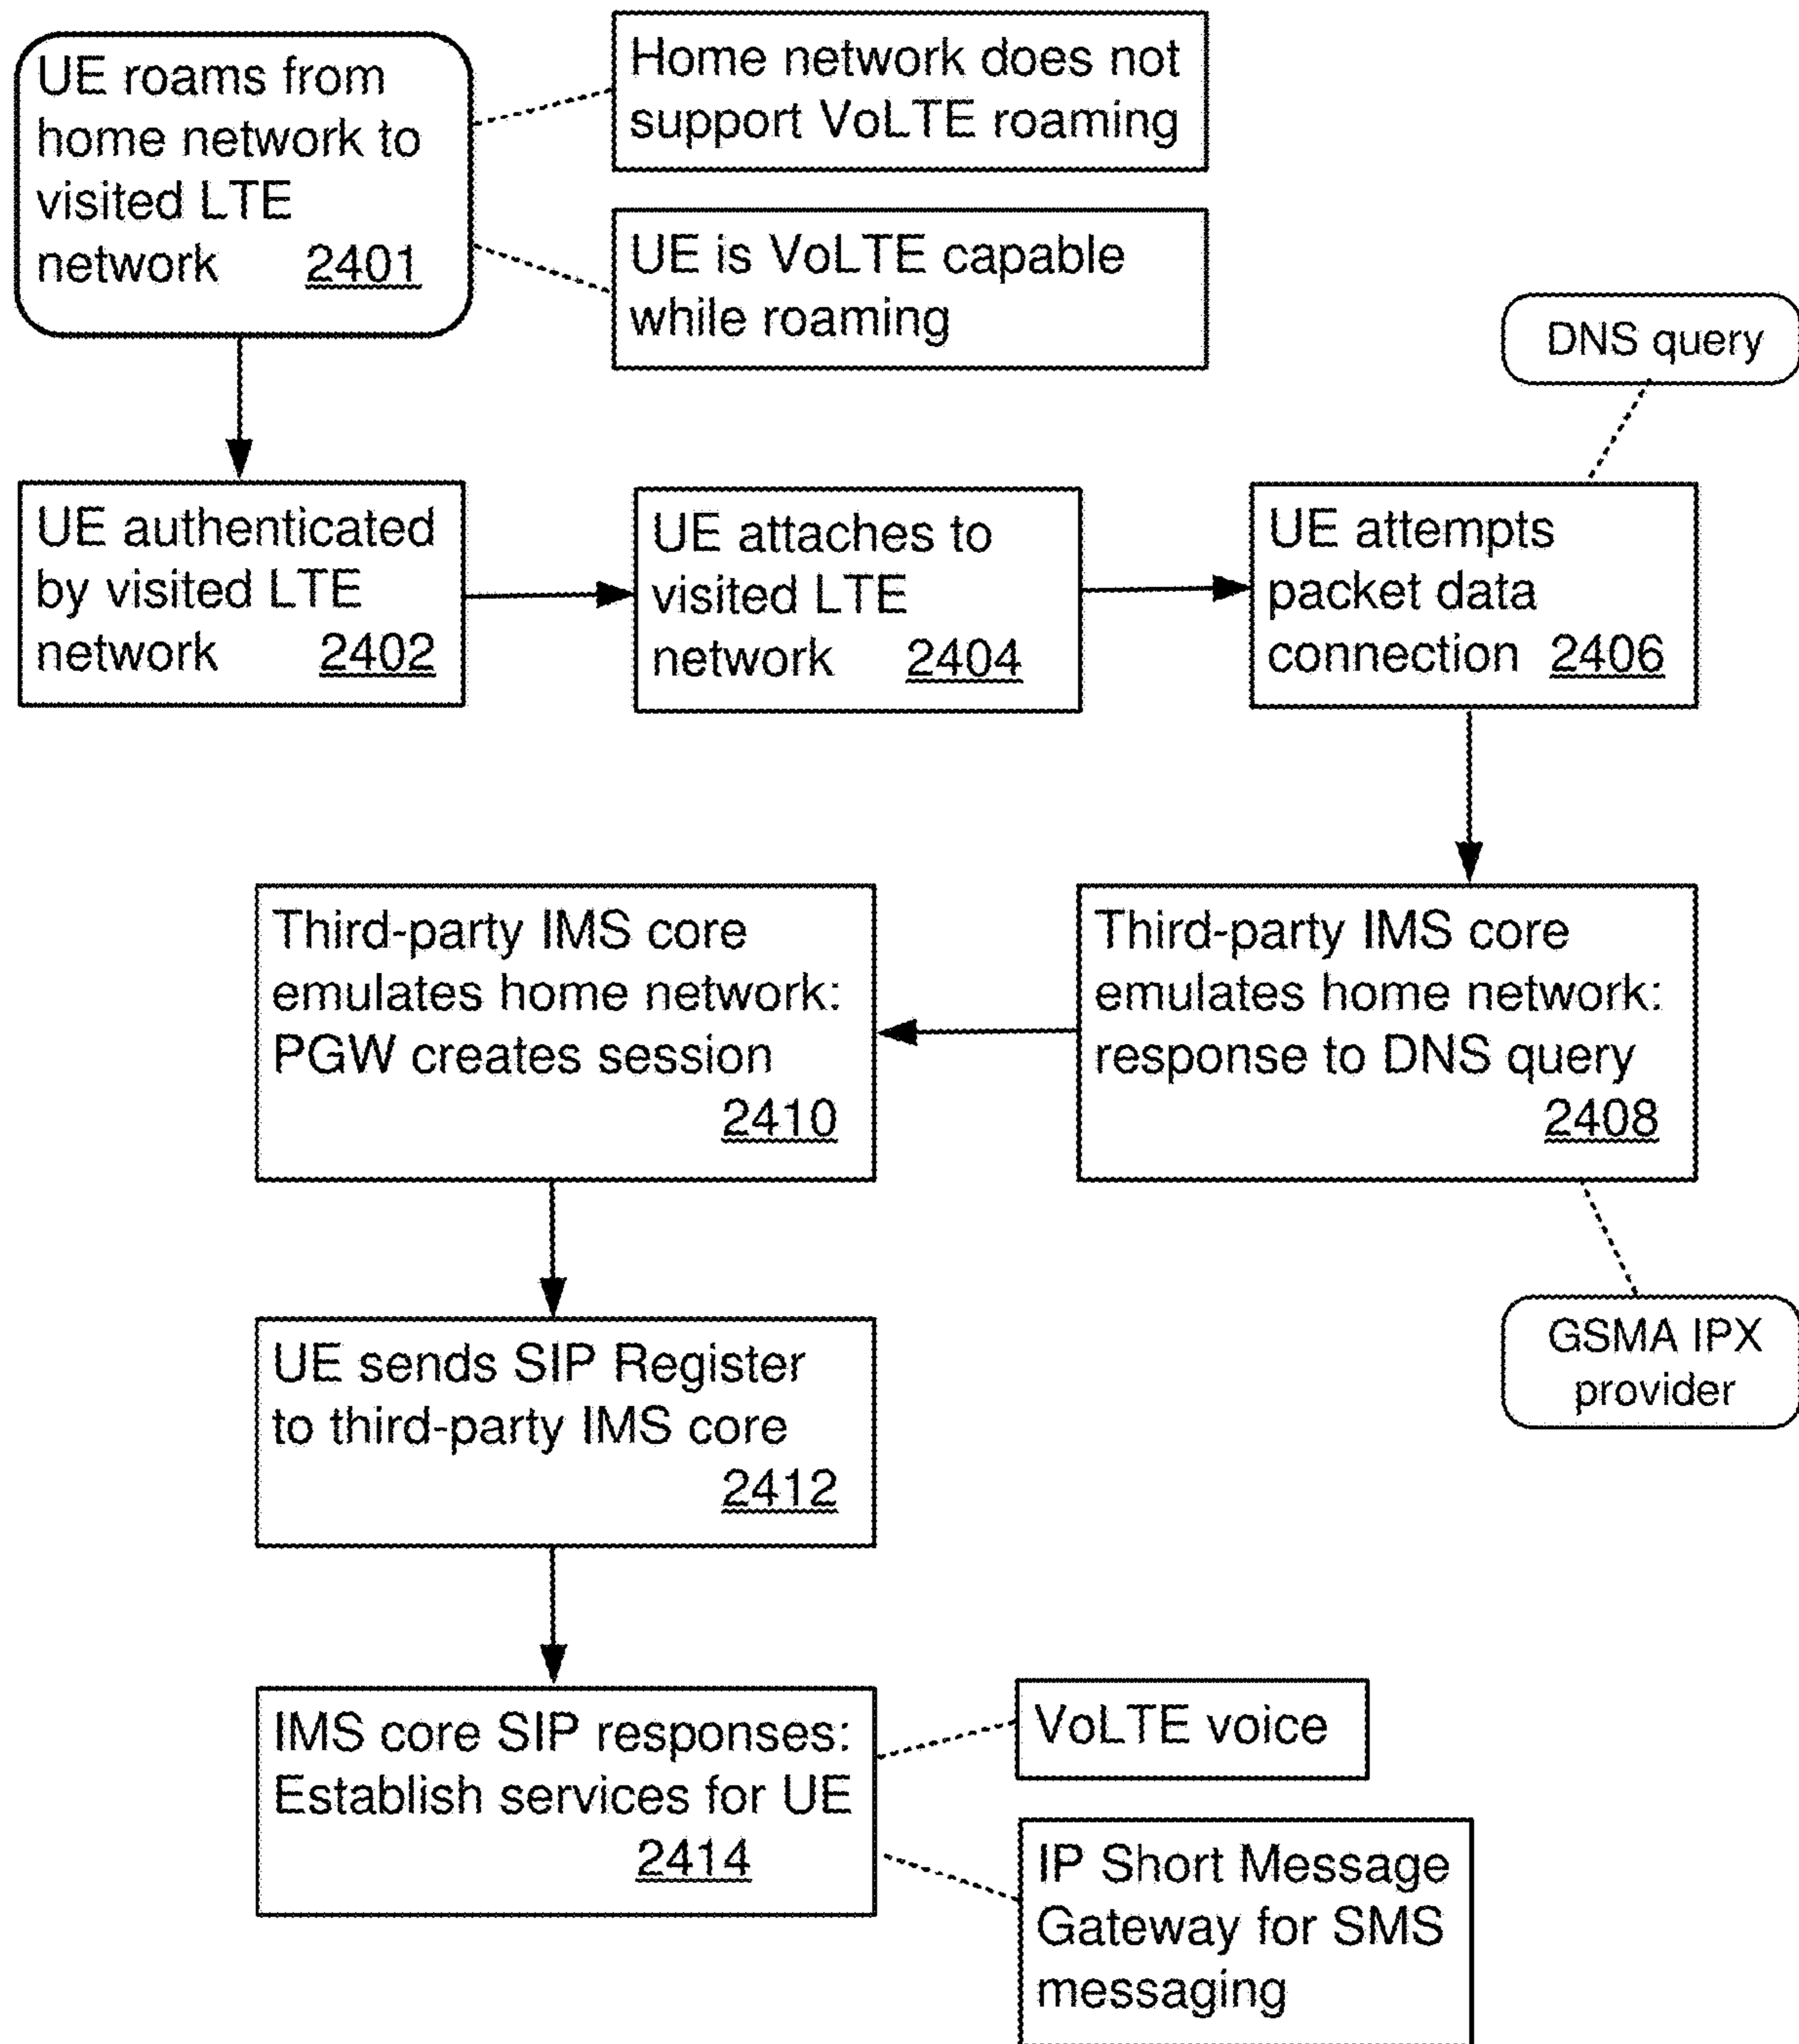 UE roams from
home network to
visited LTE
network 2401
Home network does not
support VoLTE roaming
UE is VoLTE capable
while roaming
DNS query
UE authenticated
by visited LTE
network 2402
UE attaches to
visited LTE
network 2404
UE attempts
packet data
connection 2406
Third-party IMS core
emulates home network:
response to DNS query
2408
GSMA IPX
provider
Third-party IMS core
emulates home network:
PGW creates session
2410
UE sends SIP Register
to third-party IMS core
2412
IMS core SIP responses:
Establish services for UE
2414
VoLTE voice
IP Short Message
Gateway for SMS
messaging